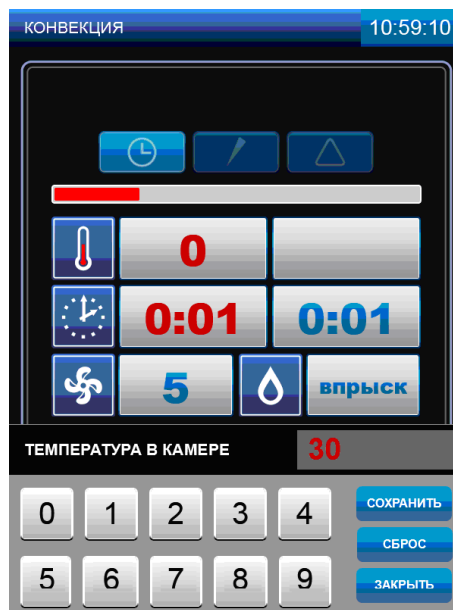 КОНВЕКЦИЯ 10:59:10
0
0:01 0:01
5 впрыск
ТЕМПЕРАТУРА В КАМЕРЕ 30
0 1 2 3 4 СОХРАНИТЬ
СБРОС
5 6 7 8 9 ЗАКРЫТЬ